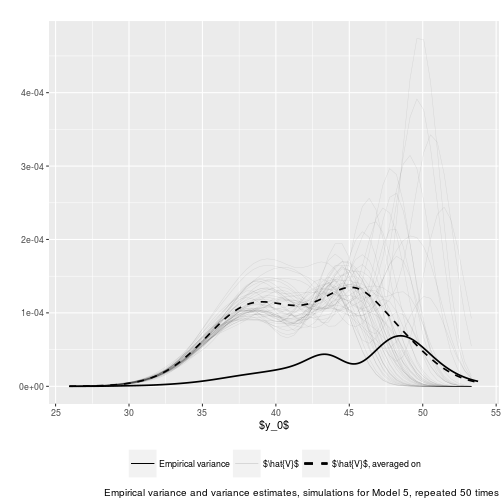 4e-04
3e-04
2e-04
1e-04
0e+00
25 30 35 40 45 50 55
$y_0$
Empirical variance $\hat{V}$ $\hat{V}$, averaged on
Empirical variance and variance estimates, simulations for Model 5, repeated 50 times